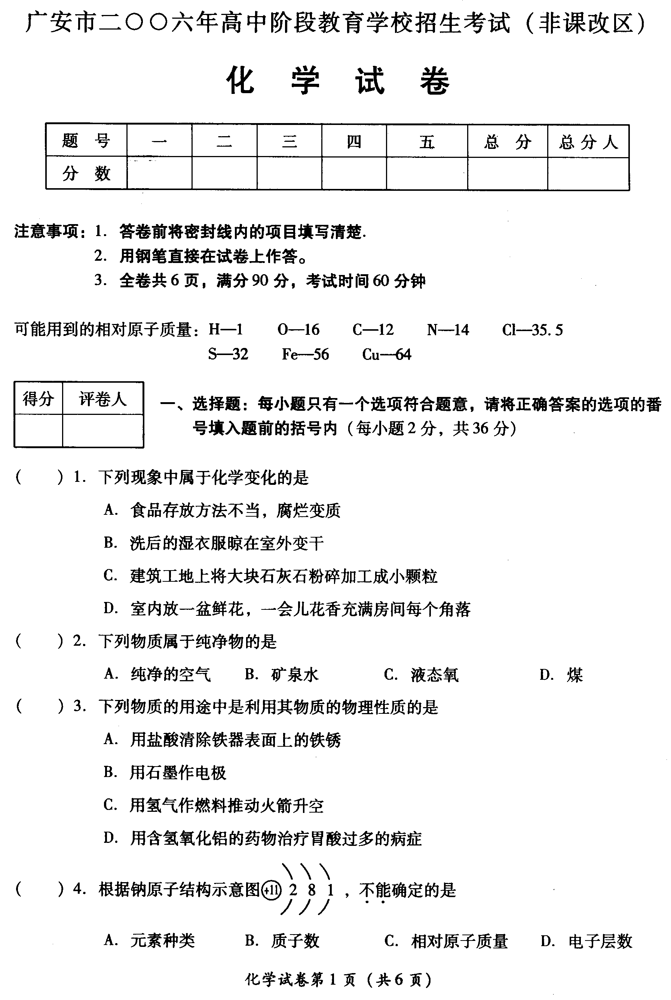 广安市二〇〇六年高中阶段教育学校招生考试（非课改区）
化 学 试 卷
题 号 一 二 三 四 五 总 分 总分人
分 数
注意事项：1. 答卷前将密封线内的项目填写清楚.
2. 用钢笔直接在试卷上作答。
3. 全卷共6页，满分90分，考试时间60分钟
可能用到的相对原子质量：H—1 O—16 C—12 N—14 Cl—35.5
S—32 Fe—56 Cu—64
得分 评卷人
一、选择题：每小题只有一个选项符合题意，请将正确答案的选项的番
号填入题前的括号内（每小题2分，共36分）
（ ）1. 下列现象中属于化学变化的是
A. 食品存放方法不当，腐烂变质
B. 洗后的湿衣服晾在室外变干
C. 建筑工地上将大块石灰石粉碎加工成小颗粒
D. 室内放一盆鲜花，一会儿花香充满房间每个角落
（ ）2. 下列物质属于纯净物的是
A. 纯净的空气 B. 矿泉水 C. 液态氧 D. 煤
（ ）3. 下列物质的用途中是利用其物质的物理性质的是
A. 用盐酸清除铁器表面上的铁锈
B. 用石墨作电极
C. 用氢气作燃料推动火箭升空
D. 用含氢氧化铝的药物治疗胃酸过多的病症
（ ）4. 根据钠原子结构示意图+11 2 8 1，不能确定的是
A. 元素种类 B. 质子数 C. 相对原子质量 D. 电子层数
化学试卷第1页（共6页）